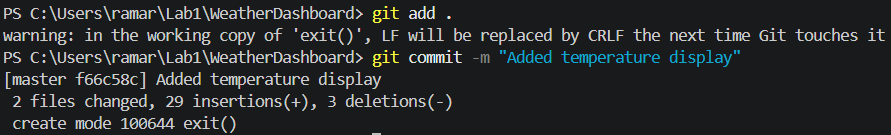 PS C:\Users\ramar\Lab1\WeatherDashboard> git add .
warning: in the working copy of 'exit()', LF will be replaced by CRLF the next time Git touches it
PS C:\Users\ramar\Lab1\WeatherDashboard> git commit -m "Added temperature display"
[master f66c58c] Added temperature display
 2 files changed, 29 insertions(+), 3 deletions(-)
 create mode 100644 exit()